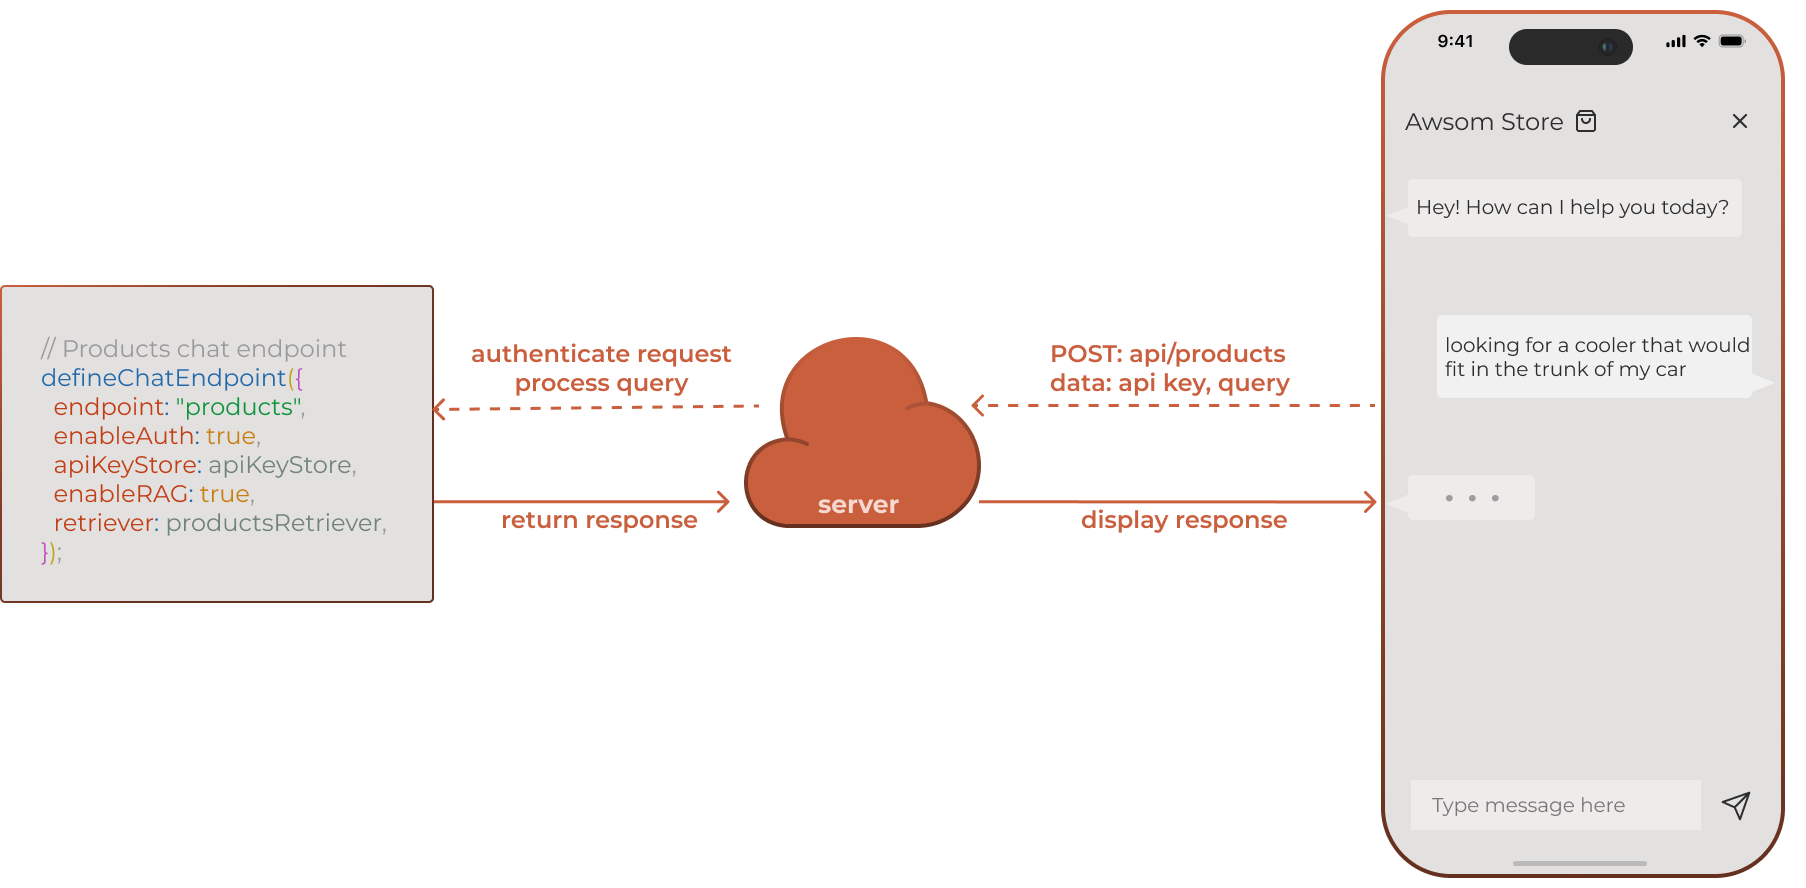 // Products chat endpoint
defineChatEndpoint({
endpoint: "products",
enableAuth: true,
apiKeyStore: apiKeyStore,
enableRAG: true,
retriever: productsRetriever,
});
authenticate request
process query
return response
server
POST: api/products
data: api key, query
display response
9:41
Awsom Store
Hey! How can I help you today?
looking for a cooler that would
fit in the trunk of my car
Type message here